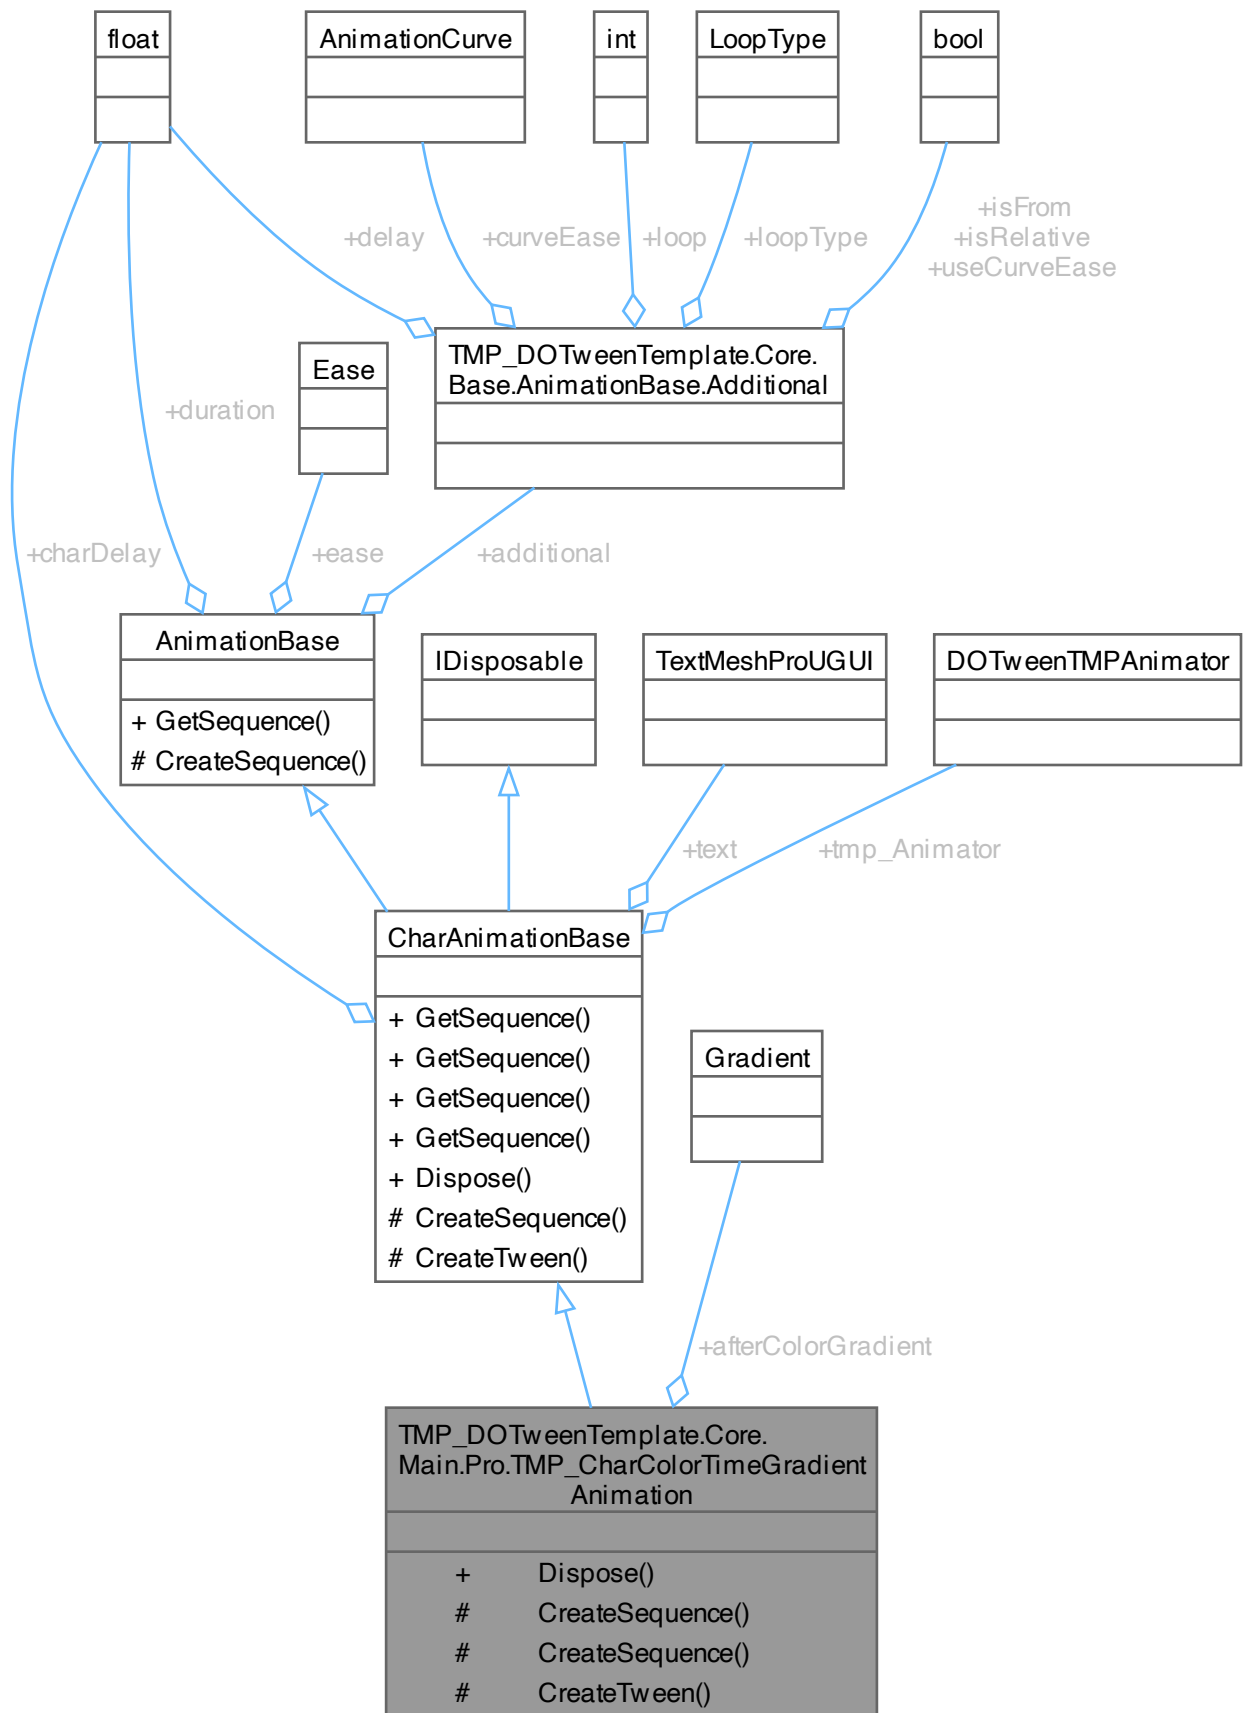 float
AnimationCurve
int
LoopType
bool
+isFrom
+isRelative
+useCurveEase
+delay
+curveEase
+loop
+loopType
TMP_DOTweenTemplate.Core.
Base.AnimationBase.Additional
Ease
+duration
+charDelay
+ease
+additional
AnimationBase
+ GetSequence()
# CreateSequence()
IDisposable
TextMeshProUGUI
DOTweenTMPAnimator
+text
+tmp_Animator
CharAnimationBase
+ GetSequence()
+ GetSequence()
+ GetSequence()
+ GetSequence()
+ Dispose()
# CreateSequence()
# CreateTween()
Gradient
+afterColorGradient
TMP_DOTweenTemplate.Core.
Main.Pro.TMP_CharColorTimeGradient
Animation
+ Dispose()
# CreateSequence()
# CreateSequence()
# CreateTween()